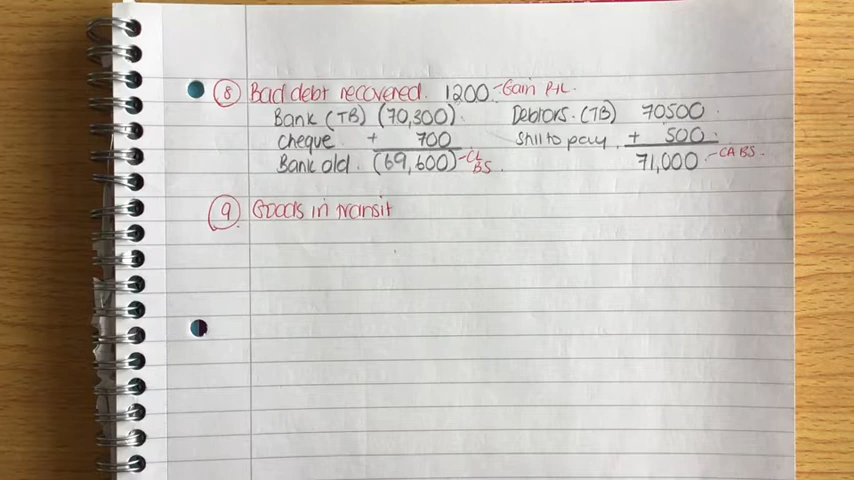 8 Bad debt recovered. 1200 - Gain P+L.
Bank (TB) (70,300). Debtors. (TB) 70500
cheque + 700 Still to pay. + 500
Bank old. (69,600) - CL BS. 71,000 - CA BS.
9 Goods in transit